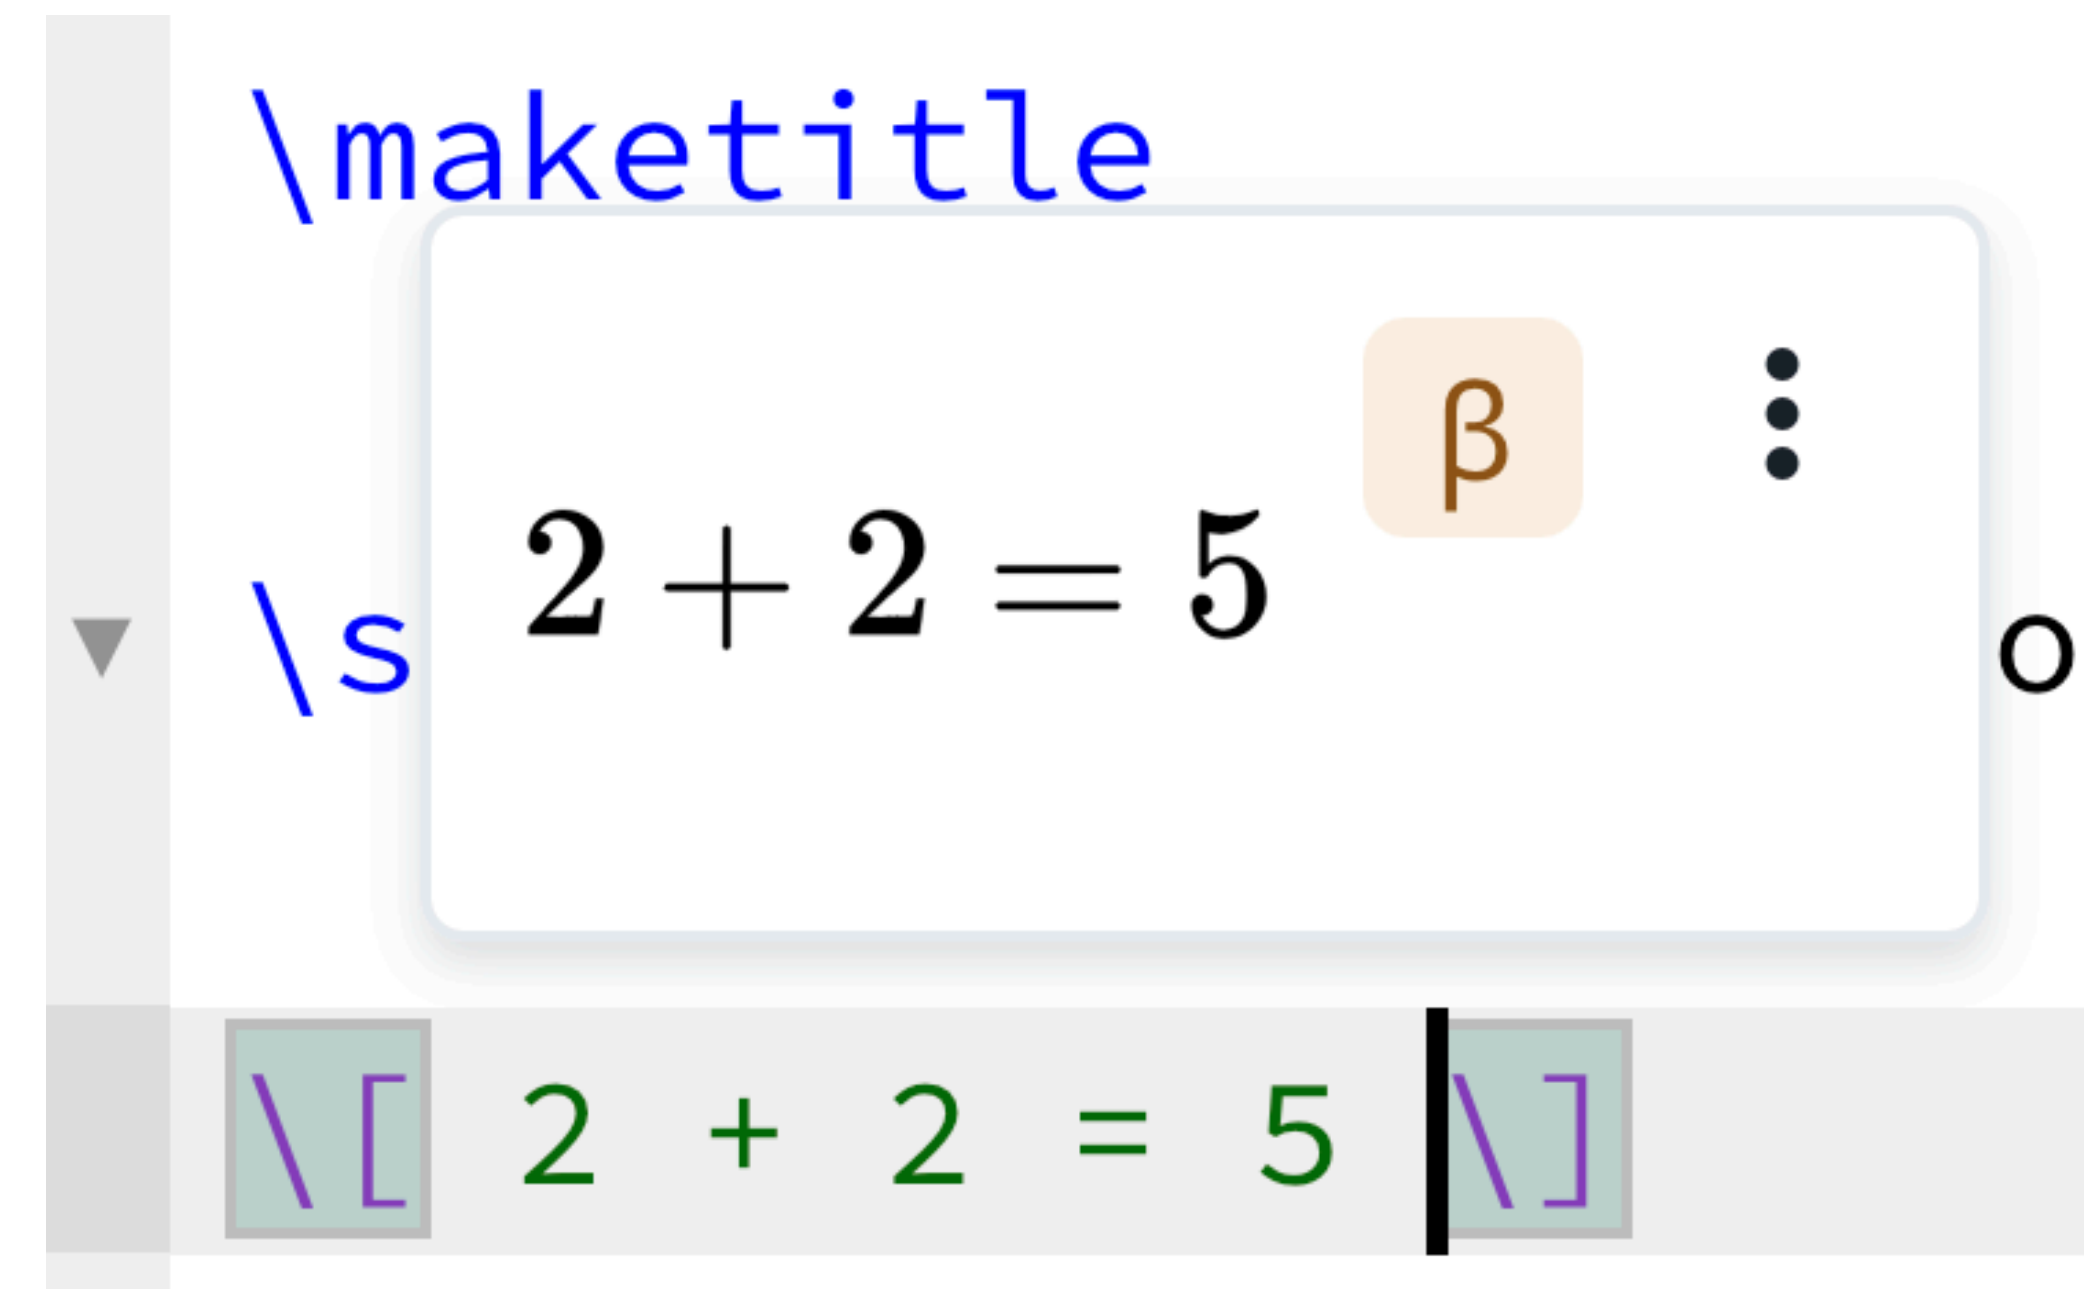 \maketitle
β
2 + 2 = 5
\s o
\[ 2 + 2 = 5 \]